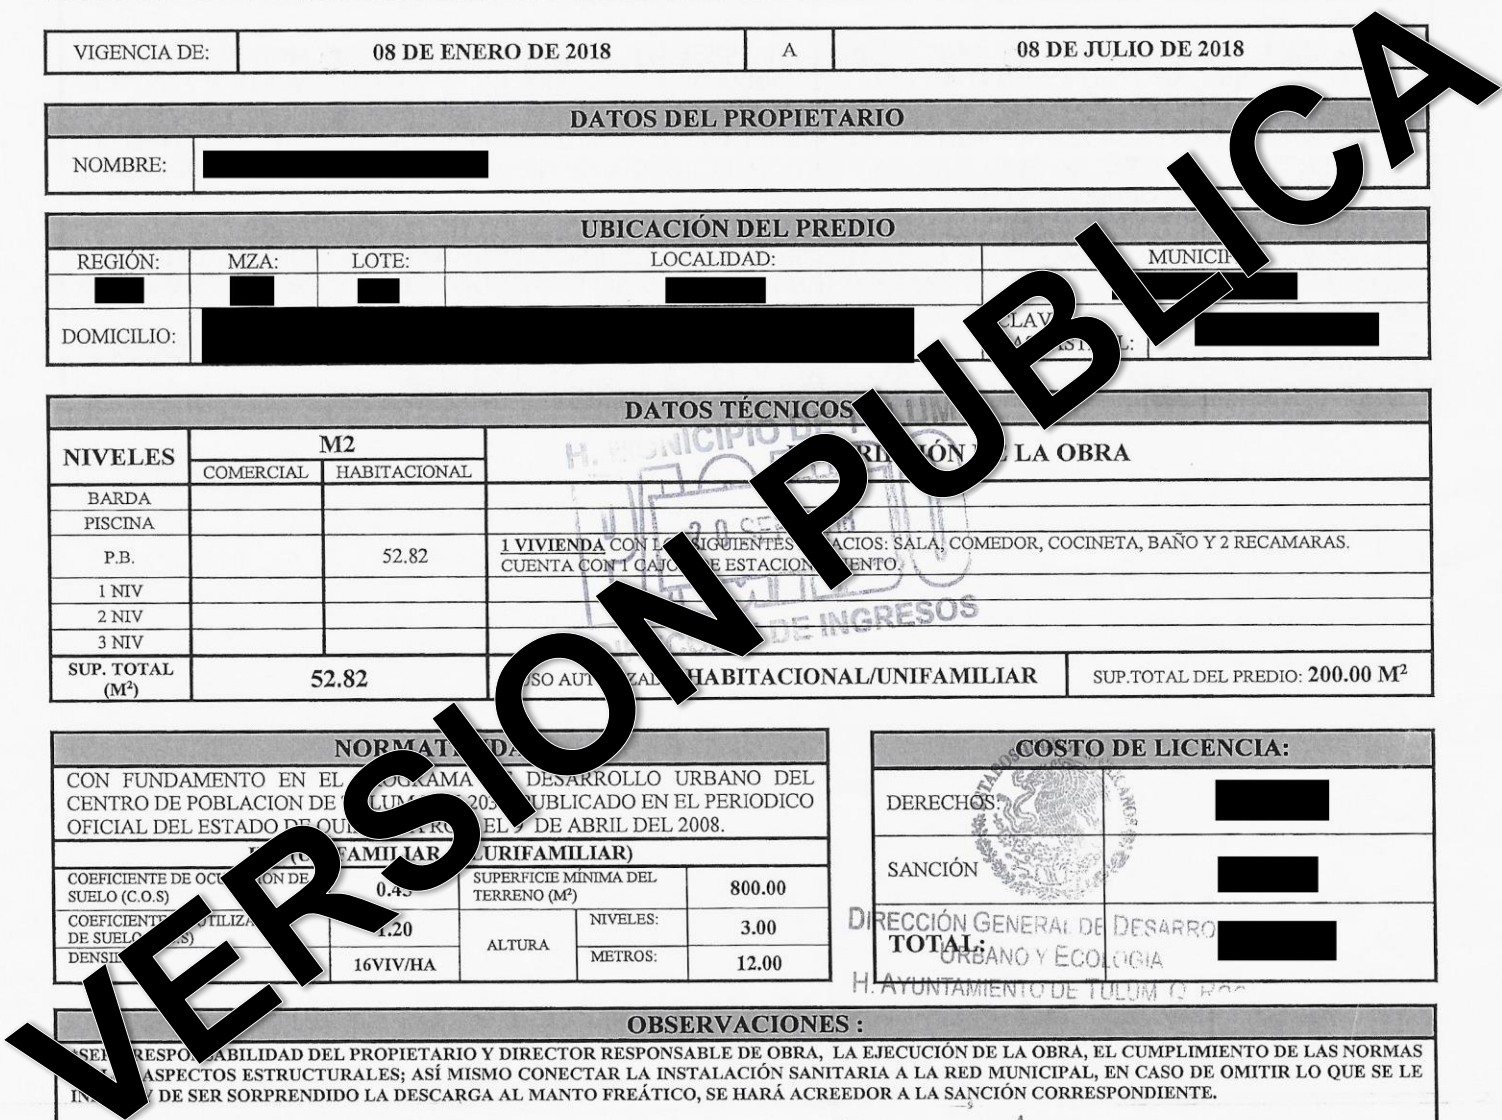 VIGENCIA DE: 08 DE ENERO DE 2018 A 08 DE JULIO DE 2018
DATOS DEL PROPIETARIO
NOMBRE:
UBICACIÓN DEL PREDIO
REGIÓN: MZA: LOTE: LOCALIDAD:
DOMICILIO:
DATOS TÉCNICOS
NIVELES M2 LA OBRA
COMERCIAL HABITACIONAL
BARDA
PISCINA
P.B. 52.82 1 VIVIENDA CON SIGUIENTES SALA, COMEDOR, COCINETA, BAÑO Y 2 RECAMARAS.
CUENTA CON 1 DE
1 NIV
2 NIV
3 NIV
SUP. TOTAL (M²) 52.82 HABITACIONAL/UNIFAMILIAR SUP.TOTAL DEL PREDIO: 200.00 M²
H. MUNICIPIO DE
DE INGRESOS
VERSION PUBLICA
CON FUNDAMENTO EN EL DESARROLLO URBANO DEL
CENTRO DE POBLACION DE PUBLICADO EN EL PERIODICO
OFICIAL DEL ESTADO DE EL 9 DE ABRIL DEL 2008.
COEFICIENTE DE
SUELO (C.O.S)
SUPERFICIE MÍNIMA DEL
TERRENO (M²) 800.00
COEFICIENTE
DE SUELO 1.20
ALTURA NIVELES: 3.00
16VIV/HA METROS: 12.00
COSTO DE LICENCIA:
DERECHOS:
SANCIÓN
TOTAL:
DIRECCIÓN GENERAL DE
URBANO Y ECOLOGIA
H. AYUNTAMIENTO DE TULUM
OBSERVACIONES :
RESPONSABILIDAD DEL PROPIETARIO Y DIRECTOR RESPONSABLE DE OBRA, LA EJECUCIÓN DE LA OBRA, EL CUMPLIMIENTO DE LAS NORMAS
ASPECTOS ESTRUCTURALES; ASÍ MISMO CONECTAR LA INSTALACIÓN SANITARIA A LA RED MUNICIPAL, EN CASO DE OMITIR LO QUE SE LE
Y DE SER SORPRENDIDO LA DESCARGA AL MANTO FREÁTICO, SE HARÁ ACREEDOR A LA SANCIÓN CORRESPONDIENTE.